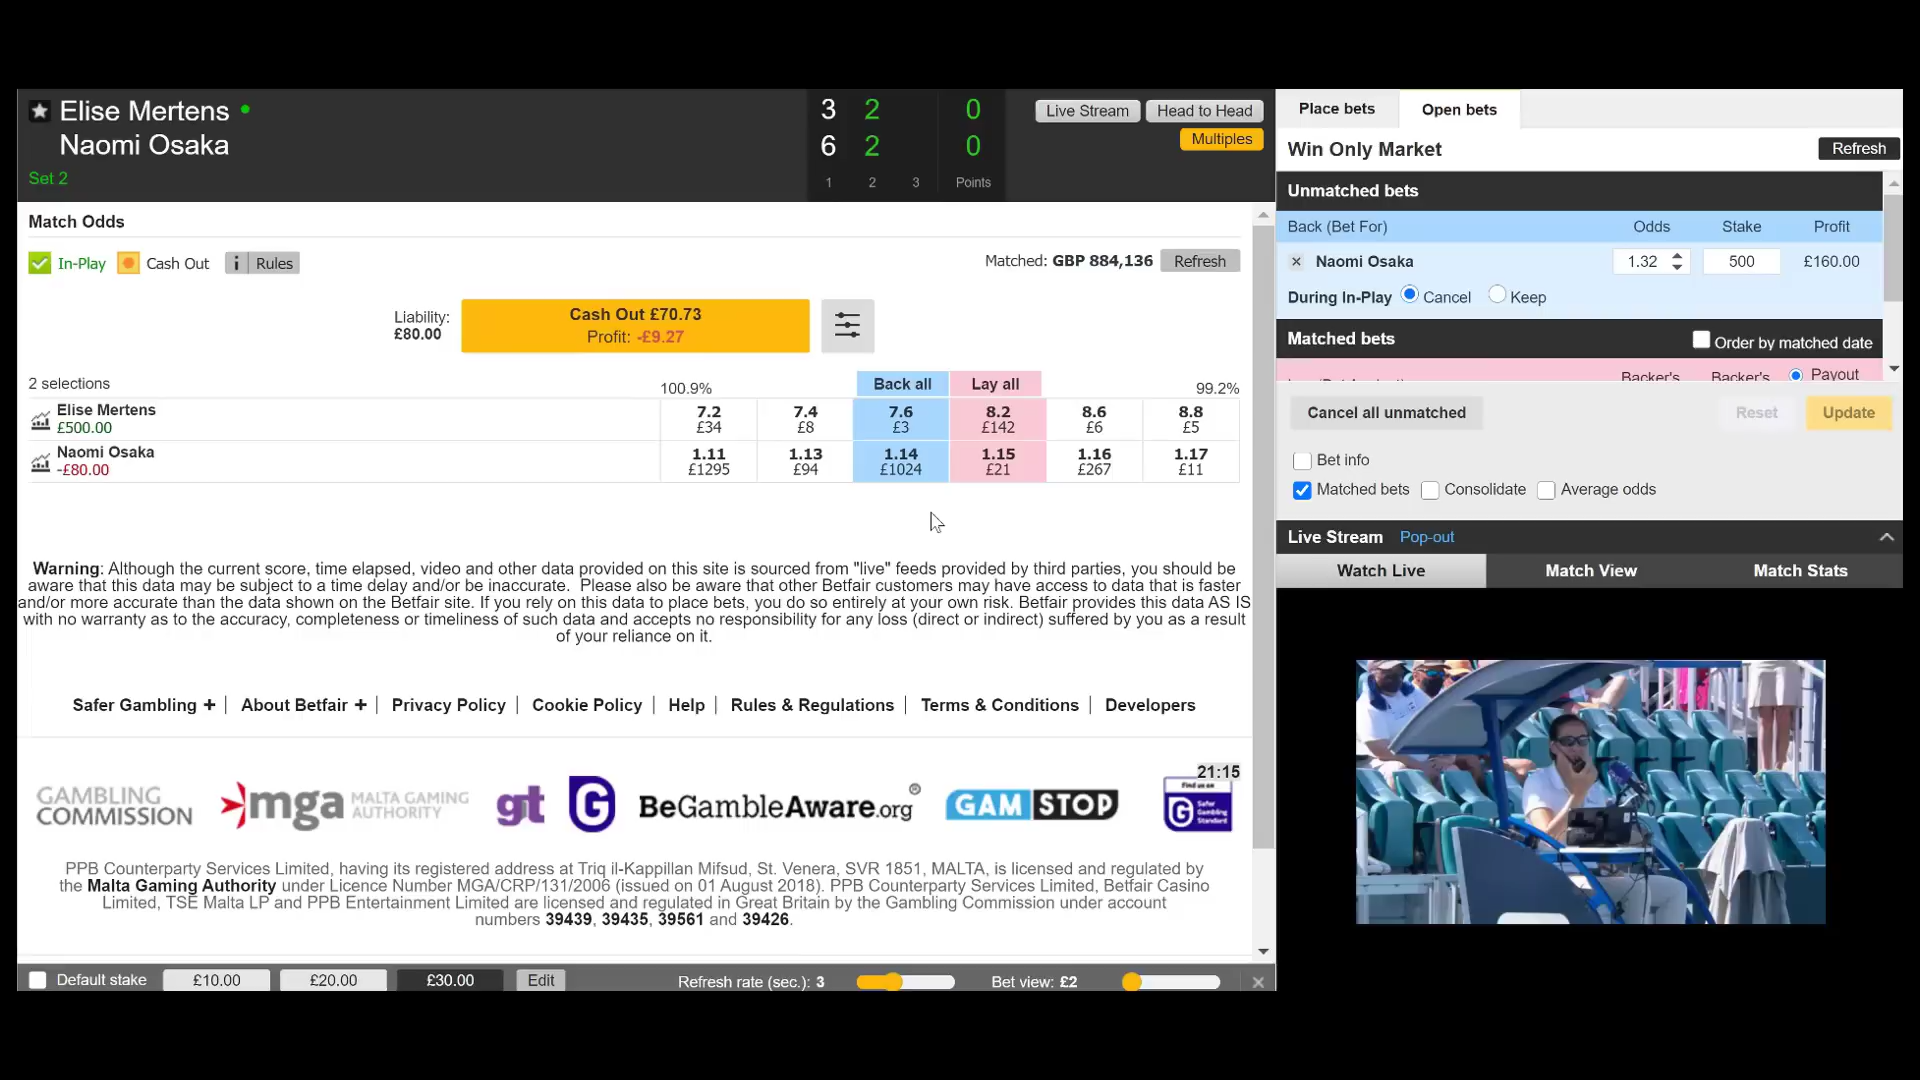 Elise Mertens
Naomi Osaka
Set 2
3 2 0
6 2 0
1 2 3 Points
Live Stream Head to Head
Multiples
Match Odds
In-Play Cash Out i Rules
Matched: GBP 884,136 Refresh
Liability:
£80.00
Cash Out £70.73
Profit: -£9.27
2 selections 100.9% Back all Lay all 99.2%
Elise Mertens 7.2 7.4 7.6 8.2 8.6 8.8
£500.00 £34 £8 £3 £142 £6 £5
Naomi Osaka 1.11 1.13 1.14 1.15 1.16 1.17
-£80.00 £1295 £94 £1024 £21 £267 £11
Warning: Although the current score, time elapsed, video and other data provided on this site is sourced from "live" feeds provided by third parties, you should be
aware that this data may be subject to a time delay and/or be inaccurate. Please also be aware that other Betfair customers may have access to data that is faster
and/or more accurate than the data shown on the Betfair site. If you rely on this data to place bets, you do so entirely at your own risk. Betfair provides this data AS IS
with no warranty as to the accuracy, completeness or timeliness of such data and accepts no responsibility for any loss (direct or indirect) suffered by you as a result
of your reliance on it.
Safer Gambling + | About Betfair + | Privacy Policy | Cookie Policy | Help | Rules & Regulations | Terms & Conditions | Developers
21:15
GAMBLING
COMMISSION
mga MALTA GAMING
AUTHORITY
gt
G
BeGambleAware.org®
GAMSTOP
Find us on
G Safer
Gambling
Standard
PPB Counterparty Services Limited, having its registered address at Triq il-Kappillan Mifsud, St. Venera, SVR 1851, MALTA, is licensed and regulated by
the Malta Gaming Authority under Licence Number MGA/CRP/131/2006 (issued on 01 August 2018). PPB Counterparty Services Limited, Betfair Casino
Limited, TSE Malta LP and PPB Entertainment Limited are licensed and regulated in Great Britain by the Gambling Commission under account
numbers 39439, 39435, 39561 and 39426.
Default stake £10.00 £20.00 £30.00 Edit Refresh rate (sec.): 3 Bet view: £2
Place bets Open bets
Win Only Market Refresh
Unmatched bets
Back (Bet For) Odds Stake Profit
Naomi Osaka 1.32 500 £160.00
During In-Play Cancel Keep
Matched bets Order by matched date
Backer's Backer's Payout
Cancel all unmatched Reset Update
Bet info
Matched bets Consolidate Average odds
Live Stream Pop-out
Watch Live Match View Match Stats